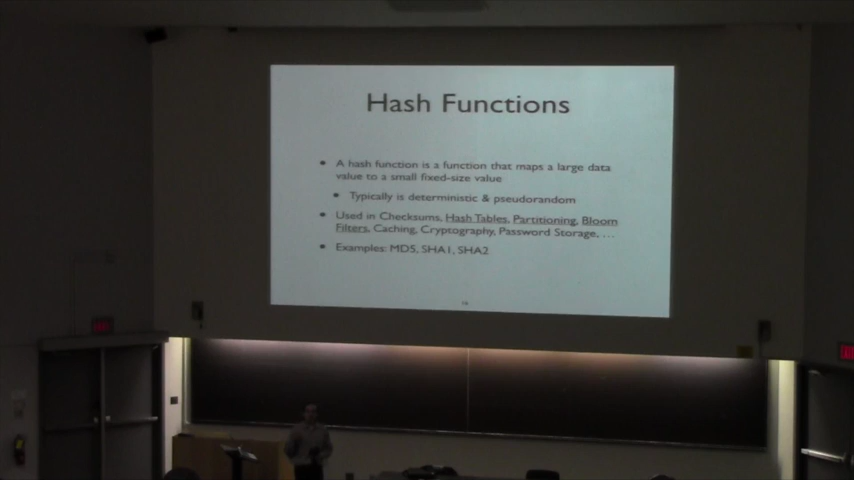 Hash Functions
• A hash function is a function that maps a large data
value to a small fixed-size value
• Typically is deterministic & pseudorandom
• Used in Checksums, Hash Tables, Partitioning, Bloom
Filters, Caching, Cryptography, Password Storage, …
• Examples: MD5, SHA1, SHA2